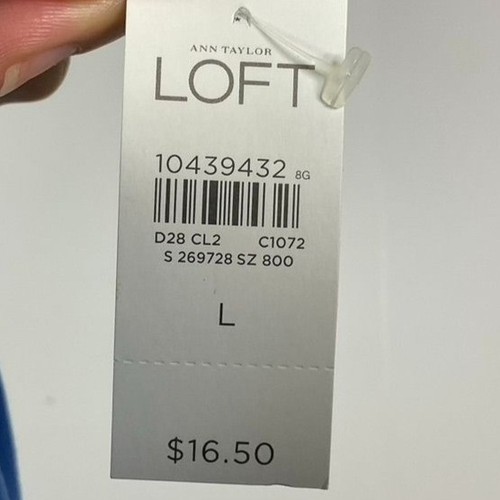 ANN TAYLOR
LOFT
10439432 8G
D28 CL2 C1072
S 269728 SZ 800
L
$16.50